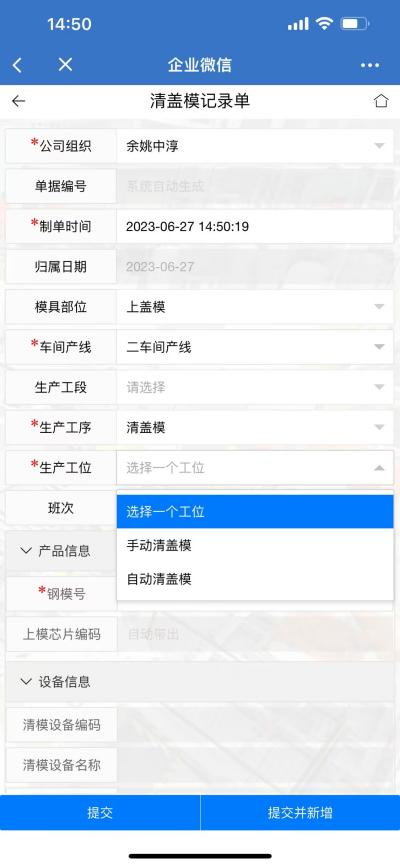 14:50
企业微信
清盖模记录单
*公司组织 余姚中淳
单据编号 系统自动生成
*制单时间 2023-06-27 14:50:19
归属日期 2023-06-27
模具部位 上盖模
*车间产线 二车间产线
生产工段 请选择
*生产工序 清盖模
*生产工位 选择一个工位
班次
选择一个工位
手动清盖模
自动清盖模
产品信息
*钢模号
上模芯片编码 自动带出
设备信息
清模设备编码
清模设备名称
提交 提交并新增